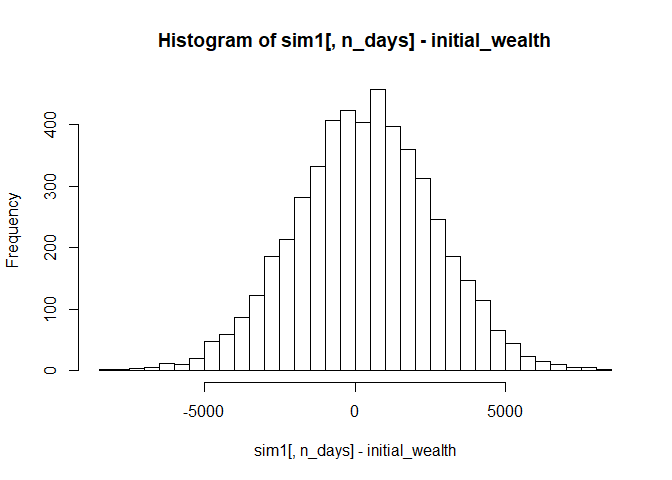 Histogram of sim1[, n_days] - initial_wealth
Frequency
400
300
200
100
0
-5000 0 5000
sim1[, n_days] - initial_wealth